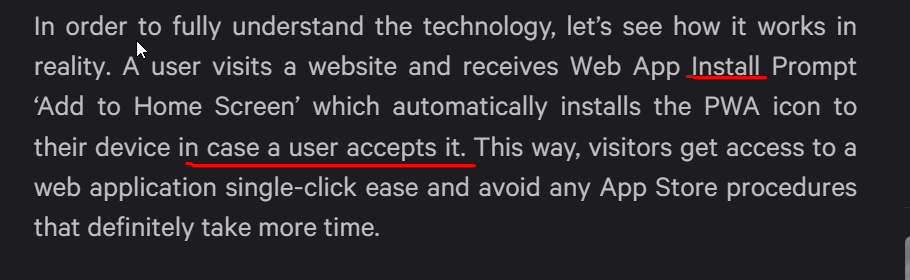 In order to fully understand the technology, let’s see how it works in
reality. A user visits a website and receives Web App Install Prompt
‘Add to Home Screen’ which automatically installs the PWA icon to
their device in case a user accepts it. This way, visitors get access to a
web application single-click ease and avoid any App Store procedures
that definitely take more time.